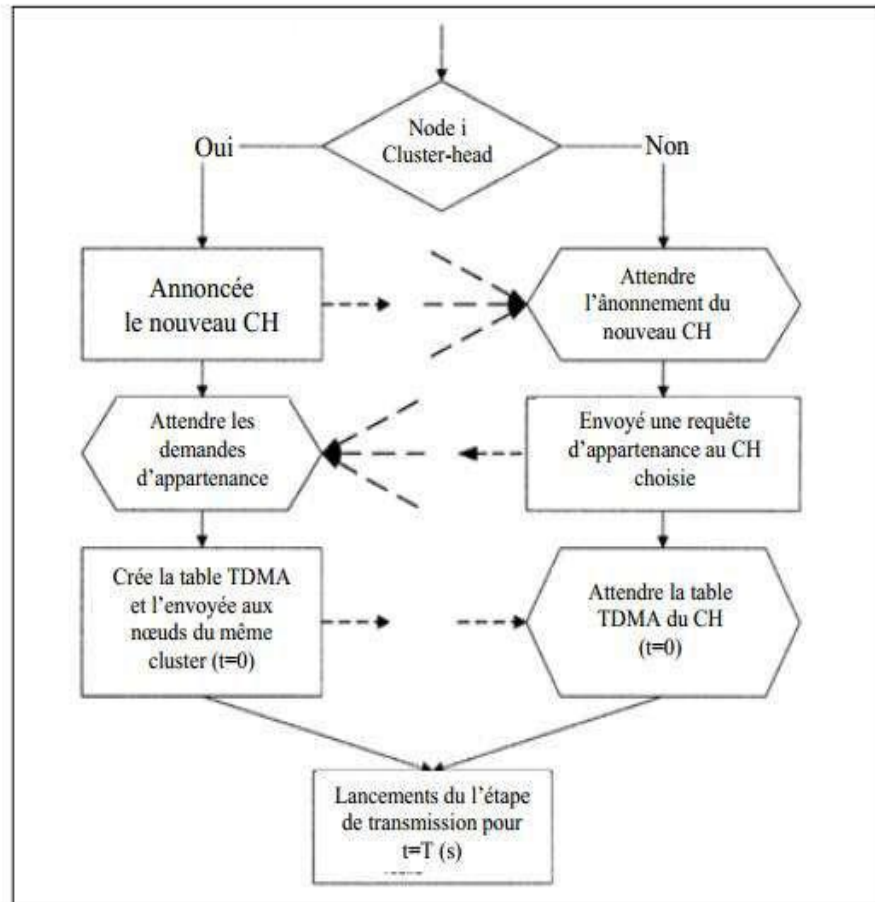 Node i
Cluster-head
Oui
Non
Annoncée
le nouveau CH
Attendre
l'ânonnement du
nouveau CH
Attendre les
demandes
d'appartenance
Envoyé une requête
d'appartenance au CH
choisie
Crée la table TDMA
et l'envoyée aux
nœuds du même
cluster (t=0)
Attendre la table
TDMA du CH
(t=0)
Lancements du l'étape
de transmission pour
t=T (s)